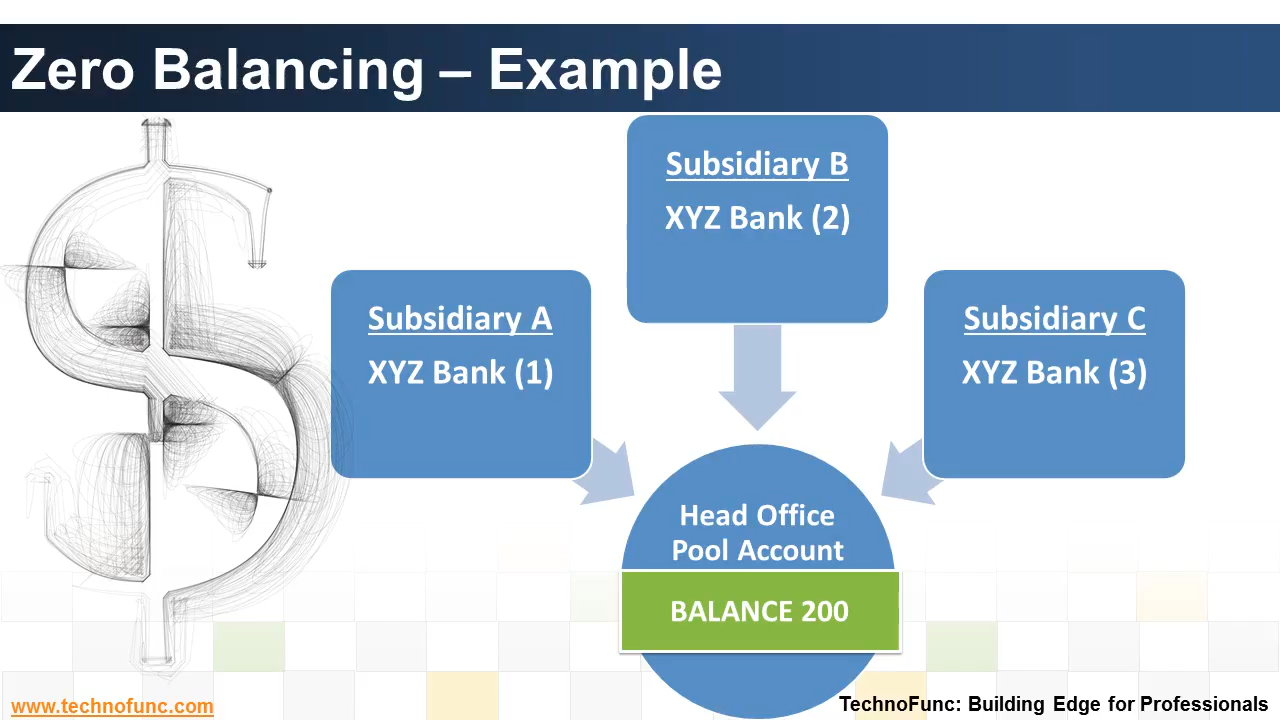 Zero Balancing – Example
Subsidiary B
XYZ Bank (2)
Subsidiary A
XYZ Bank (1)
Subsidiary C
XYZ Bank (3)
Head Office
Pool Account
BALANCE 200
www.technofunc.com
TechnoFunc: Building Edge for Professionals